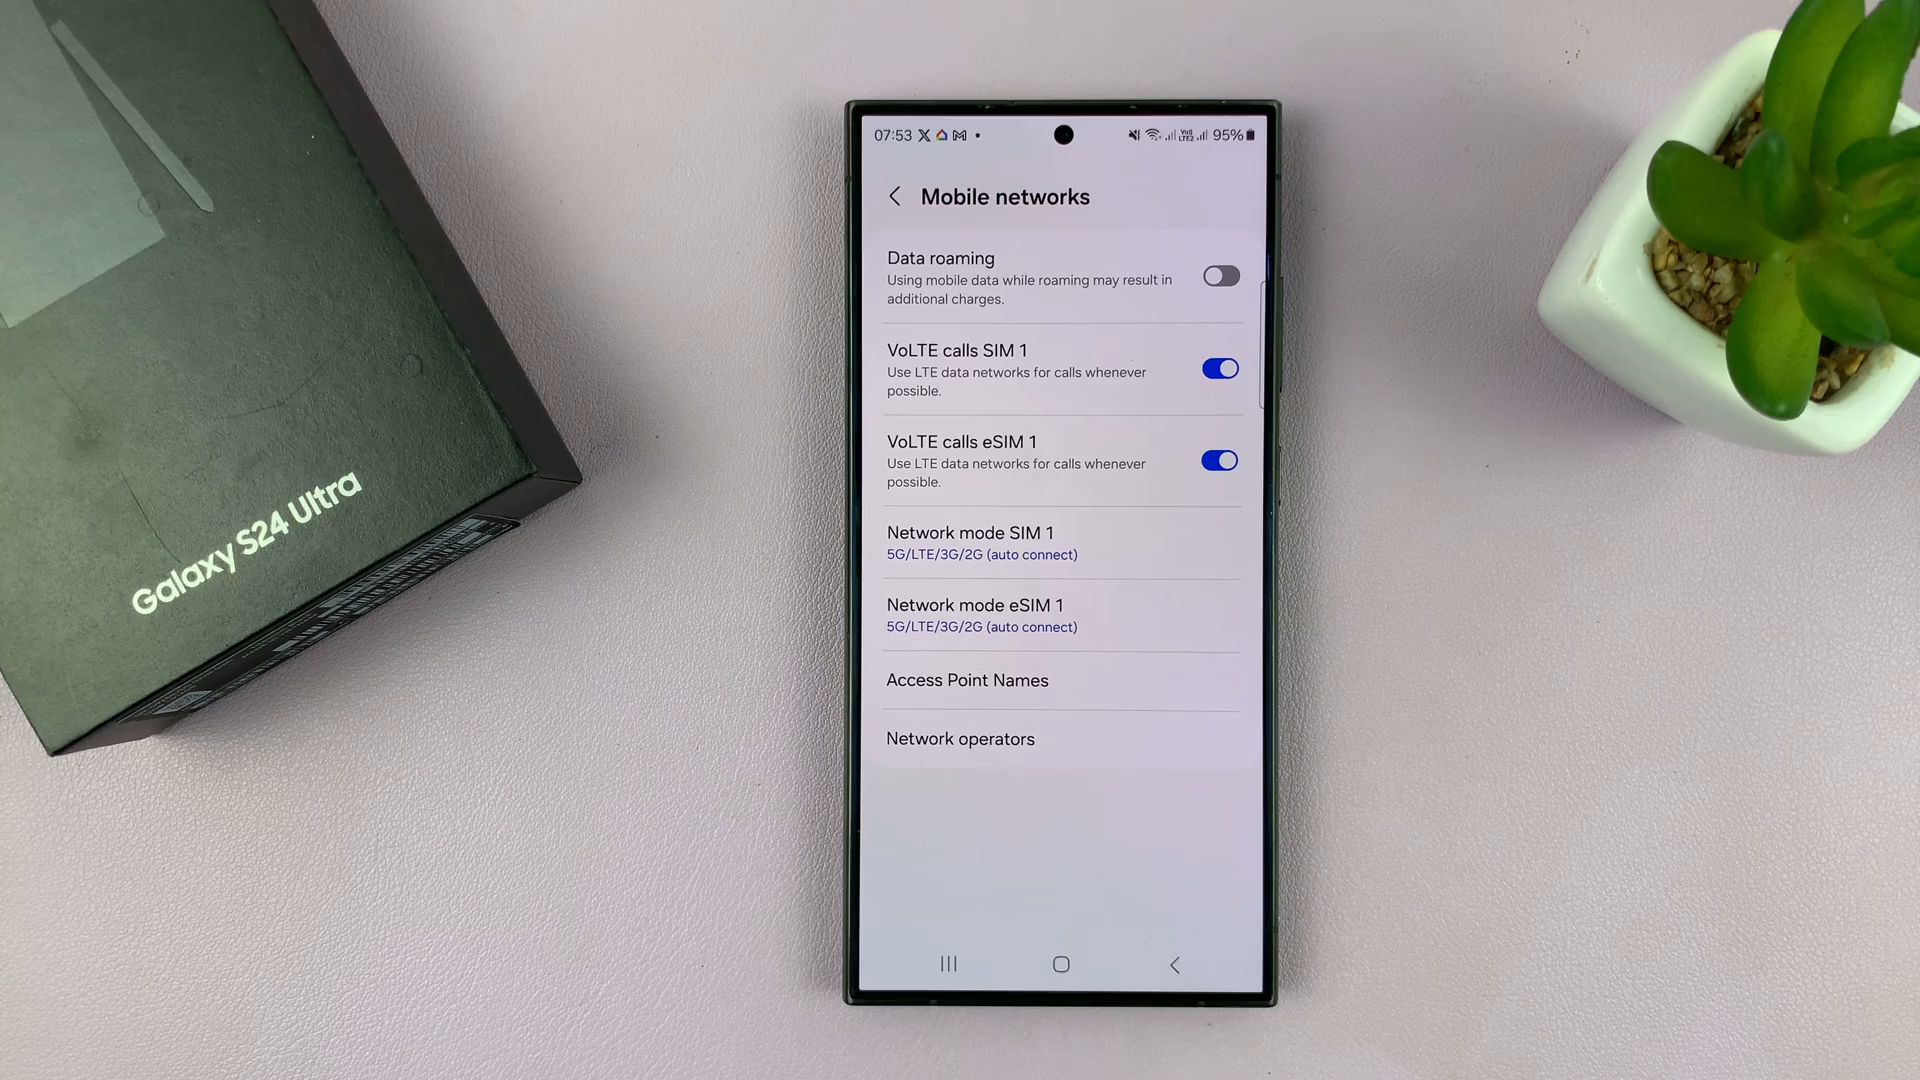 Galaxy S24 Ultra
07:53
VoD
LTE2
95%
Mobile networks
Data roaming
Using mobile data while roaming may result in
additional charges.
VoLTE calls SIM 1
Use LTE data networks for calls whenever
possible.
VoLTE calls eSIM 1
Use LTE data networks for calls whenever
possible.
Network mode SIM 1
5G/LTE/3G/2G (auto connect)
Network mode eSIM 1
5G/LTE/3G/2G (auto connect)
Access Point Names
Network operators